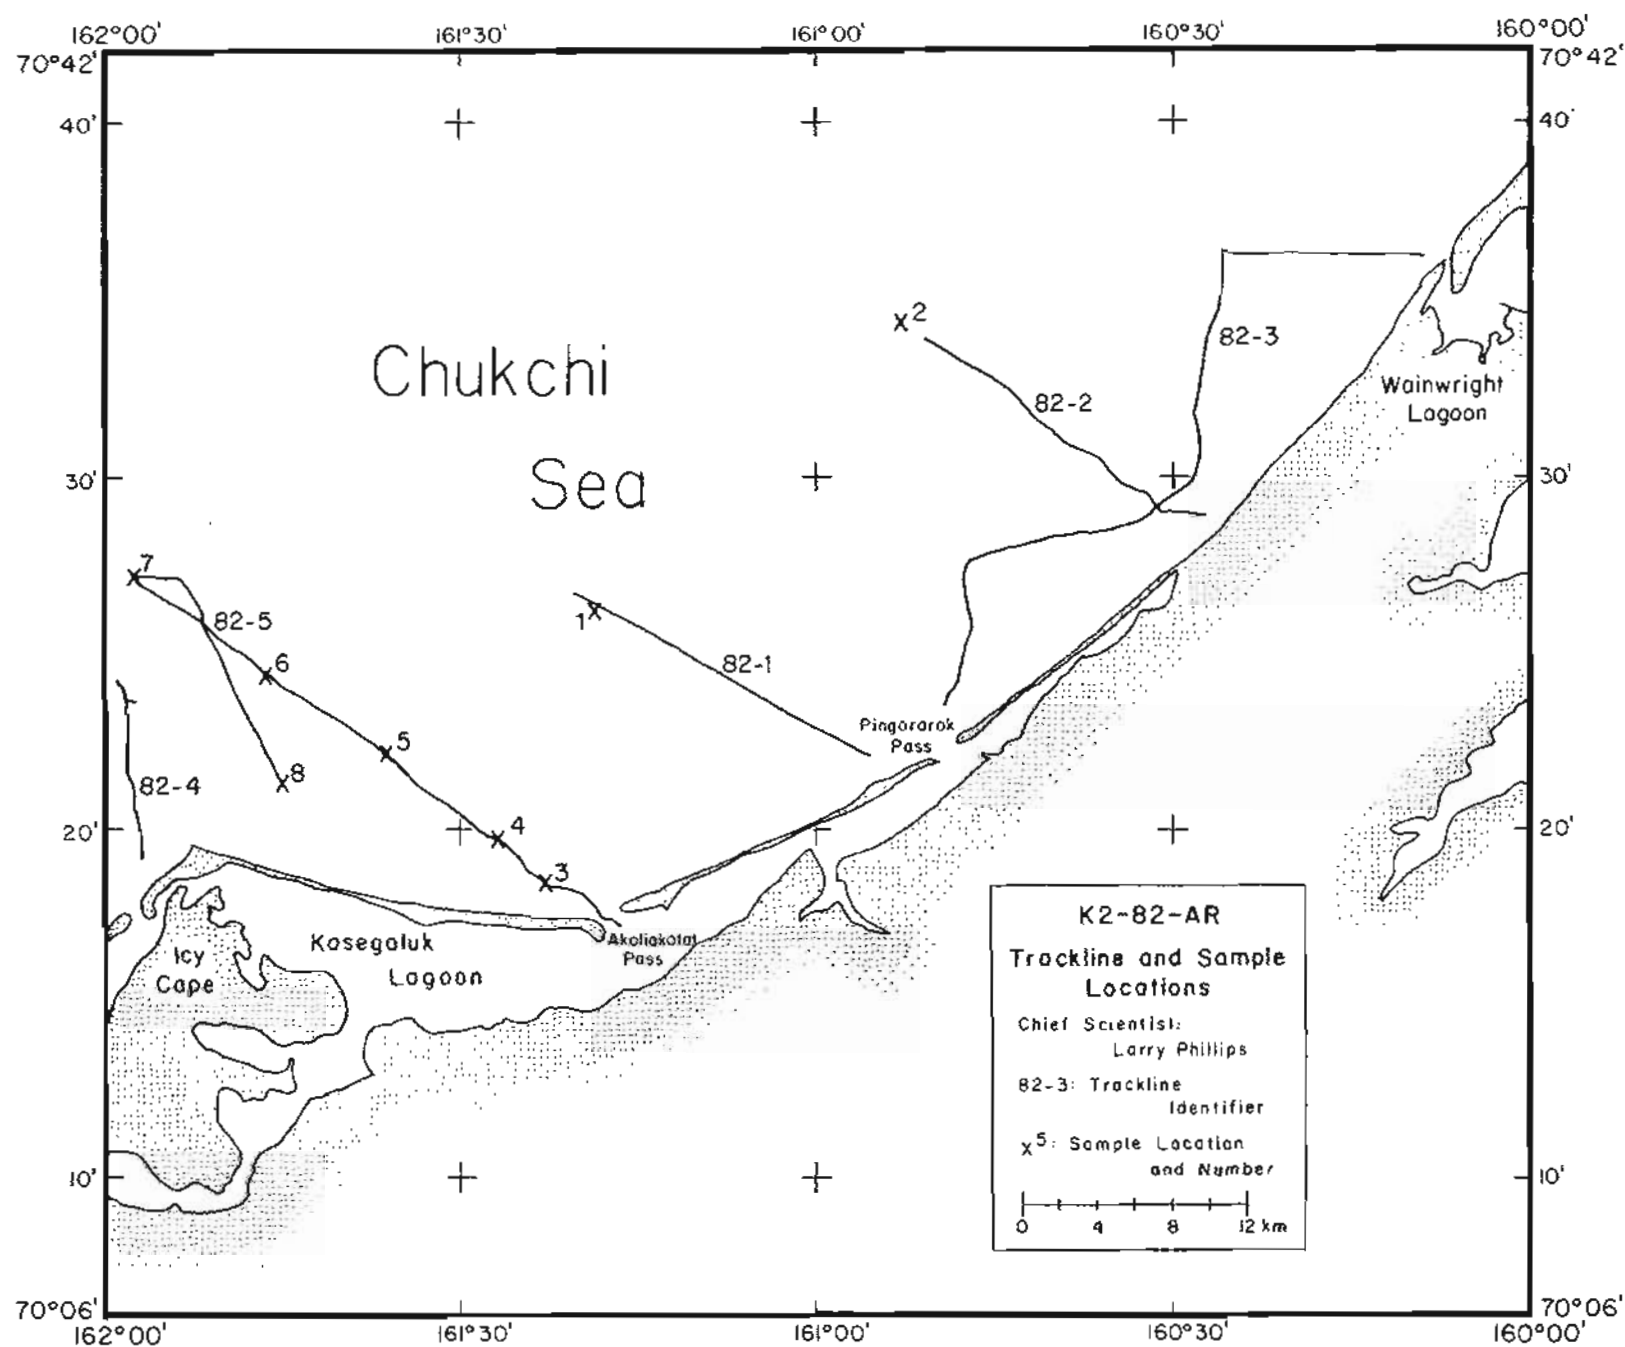 162°00' 161°30' 161°00' 160°30' 160°00'
70°42' 70°42'
40' 40'
x2
82-3
Chukchi
82-2
Wainwright
Lagoon
Sea
30' 30'
7
1
82-5
6
82-1
5
Pingorarok
Pass
8
82-4
20' 4 20'
3
Icy
Cape
Kasegaluk
Lagoon
Akoliakatat
Pass
K2-82-AR
Trackline and Sample
Locations
Chief Scientist:
Larry Phillips
82-3: Trackline
Identifier
x5: Sample Location
and Number
0 4 8 12 km
10' 10'
70°06' 70°06'
162°00' 161°30' 161°00' 160°30' 160°00'